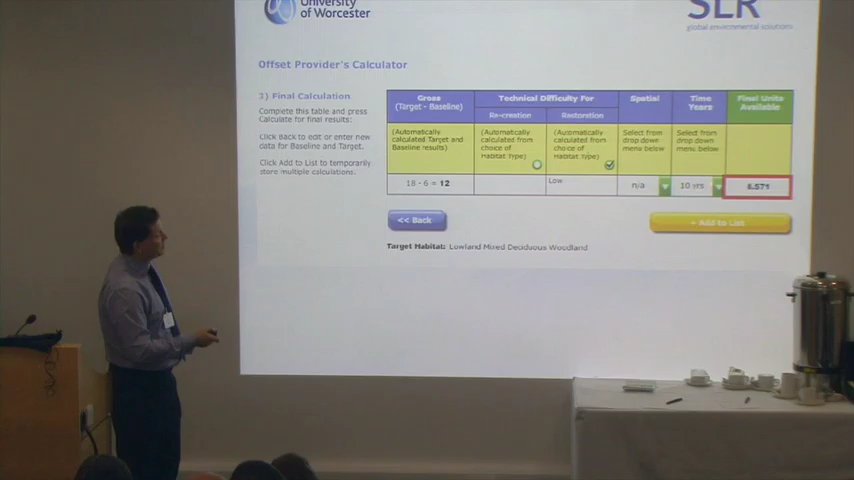 University
of Worcester
SLR
global environmental solutions
Offset Provider's Calculator
3) Final Calculation
Complete this table and press
Calculate for final results:
Click Back to edit or enter new
data for Baseline and Target.
Click Add to List to temporarily
store multiple calculations.
Gross
(Target - Baseline)
Technical Difficulty For
Re-creation
Restoration
Spatial
Time
Years
Final Units
Available
(Automatically
calculated Target and
Baseline results)
(Automatically
calculated from
choice of
Habitat Type)
(Automatically
calculated from
choice of
Habitat Type)
Select from
drop down
menu below
Select from
drop down
menu below
18 - 6 = 12
Low
n/a
10 yrs
<< Back
+ Add to List
Target Habitat: Lowland Mixed Deciduous Woodland